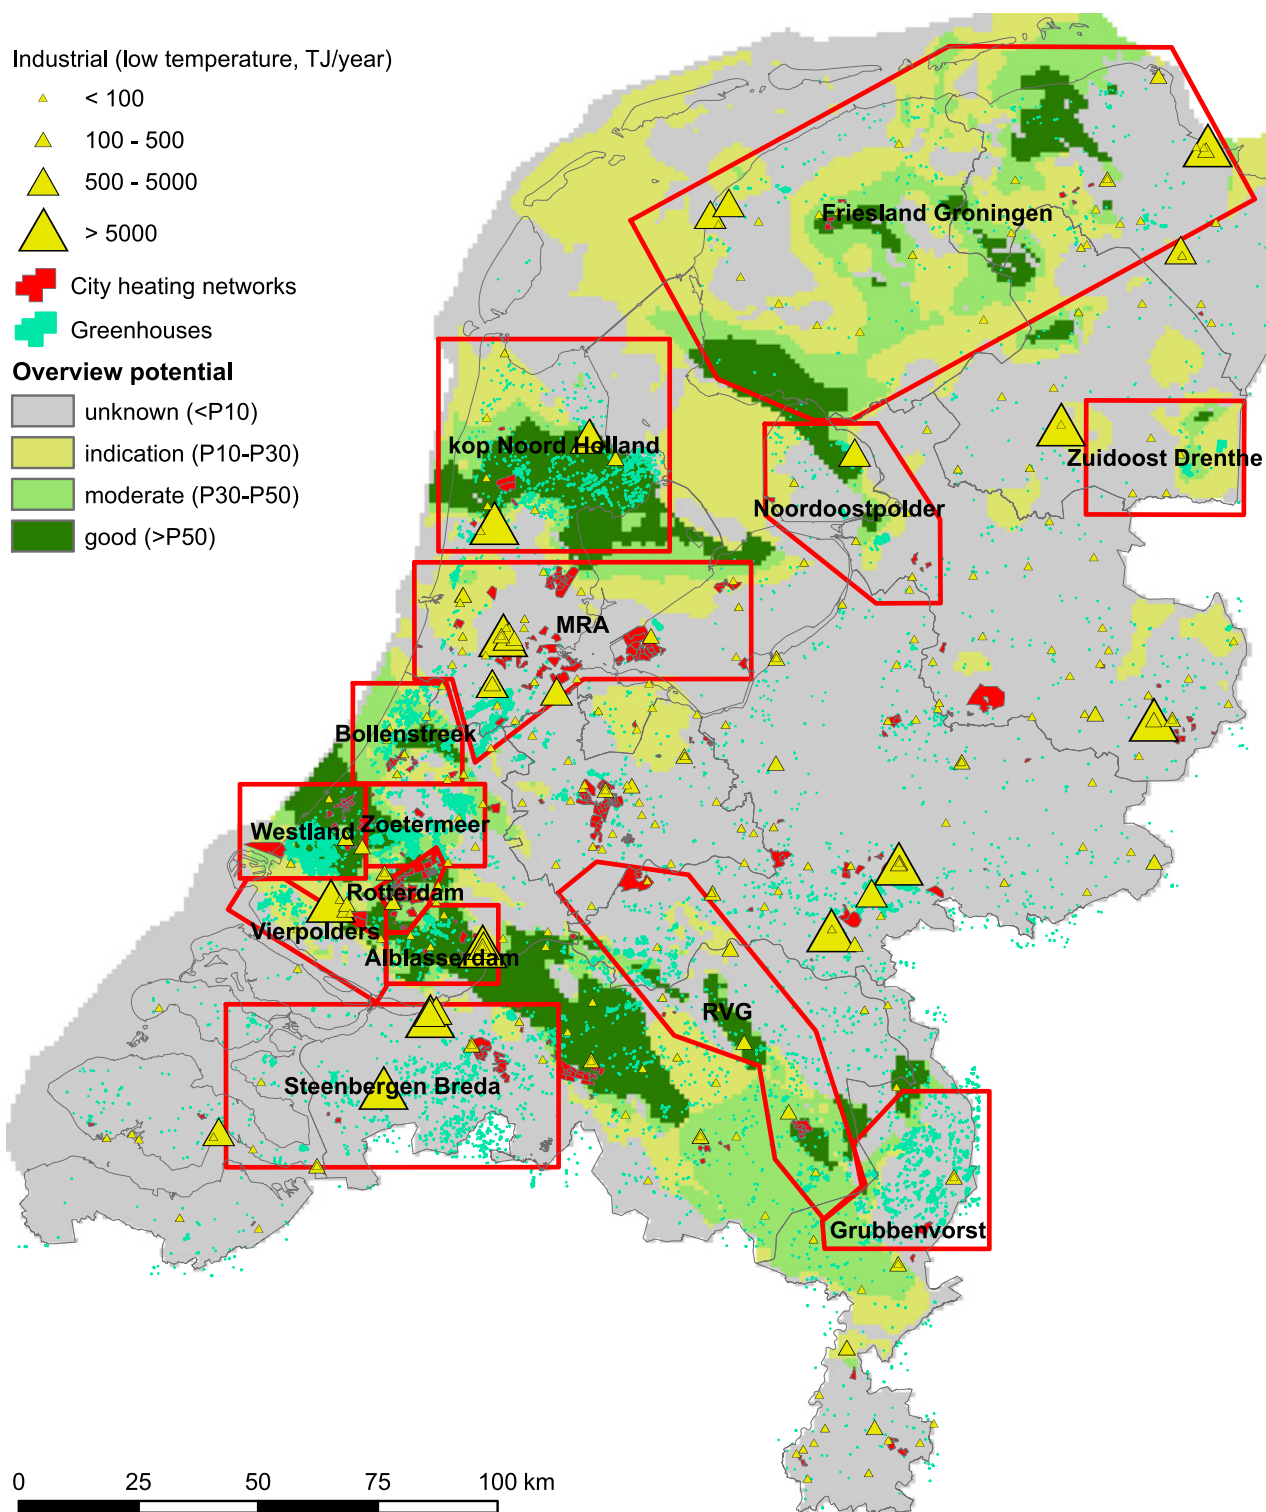 Industrial (low temperature, TJ/year)
< 100
100 - 500
500 - 5000
> 5000
City heating networks
Greenhouses
Overview potential
unknown (<P10)
indication (P10-P30)
moderate (P30-P50)
good (>P50)
Friesland Groningen
kop Noord Holland
Zuidoost Drenthe
Noordoostpolder
MRA
Bollenstreek
Westland
Zoetermeer
Rotterdam
Vierpolders
Alblasserdam
RVG
Steenbergen Breda
Grubbenvorst
0 25 50 75 100 km